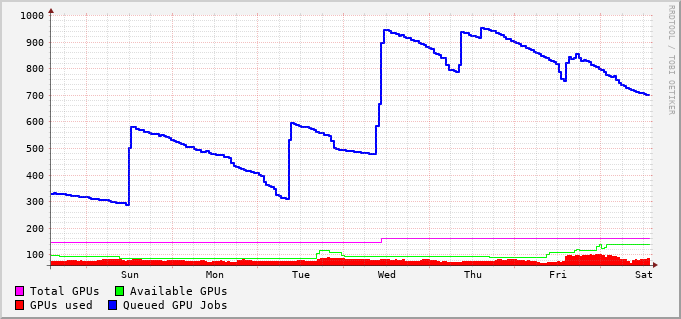 1000
900
800
700
600
500
400
300
200
100
Sun Mon Tue Wed Thu Fri Sat
Total GPUs Available GPUs
GPUs used Queued GPU Jobs
RRDTOOL / TOBI OETIKER